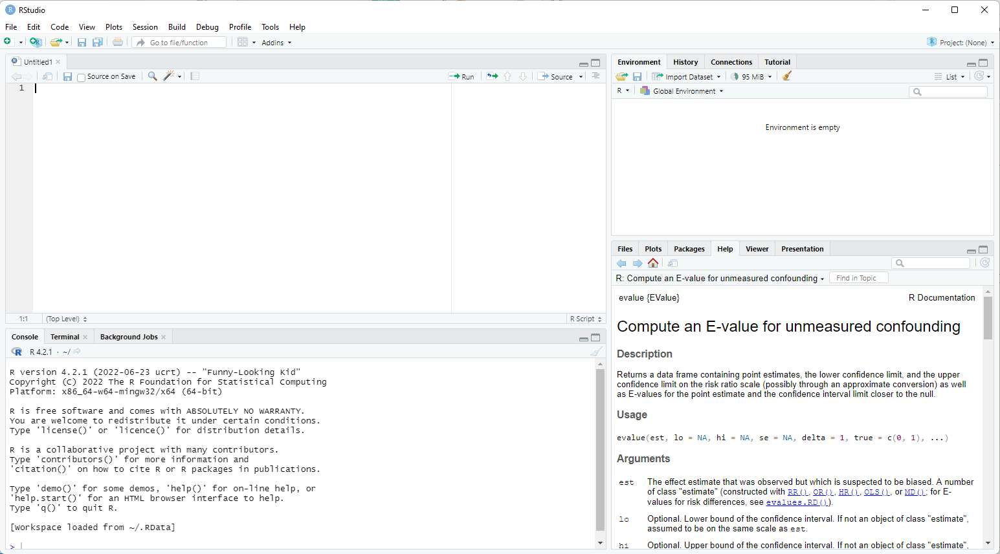 RStudio
File Edit Code View Plots Session Build Debug Profile Tools Help
Go to file/function Addins Project: (None)
Untitled1
Source on Save Run Source
1
1:1 (Top Level) R Script
Console Terminal Background Jobs
R 4.2.1 · ~/
R version 4.2.1 (2022-06-23 ucrt) -- "Funny-Looking Kid"
Copyright (C) 2022 The R Foundation for Statistical Computing
Platform: x86_64-w64-mingw32/x64 (64-bit)
R is free software and comes with ABSOLUTELY NO WARRANTY.
You are welcome to redistribute it under certain conditions.
Type 'license()' or 'licence()' for distribution details.
R is a collaborative project with many contributors.
Type 'contributors()' for more information and
'citation()' on how to cite R or R packages in publications.
Type 'demo()' for some demos, 'help()' for on-line help, or
'help.start()' for an HTML browser interface to help.
Type 'q()' to quit R.
[Workspace loaded from ~/.RData]
>
Environment History Connections Tutorial
Import Dataset 95 MiB List
R Global Environment
Environment is empty
Files Plots Packages Help Viewer Presentation
R: Compute an E-value for unmeasured confounding Find in Topic
evalue {EValue} R Documentation
Compute an E-value for unmeasured confounding
Description
Returns a data frame containing point estimates, the lower confidence limit, and the upper
confidence limit on the risk ratio scale (possibly through an approximate conversion) as well
as E-values for the point estimate and the confidence interval limit closer to the null.
Usage
evalue(est, lo = NA, hi = NA, se = NA, delta = 1, true = c(0, 1), ...)
Arguments
est The effect estimate that was observed but which is suspected to be biased. A number
of class "estimate" (constructed with RR(), OR(), HR(), OLS(), or MD(); for E-
values for risk differences, see evalues.RD()).
lo Optional. Lower bound of the confidence interval. If not an object of class "estimate",
assumed to be on the same scale as est.
hi Optional. Upper bound of the confidence interval. If not an object of class "estimate",